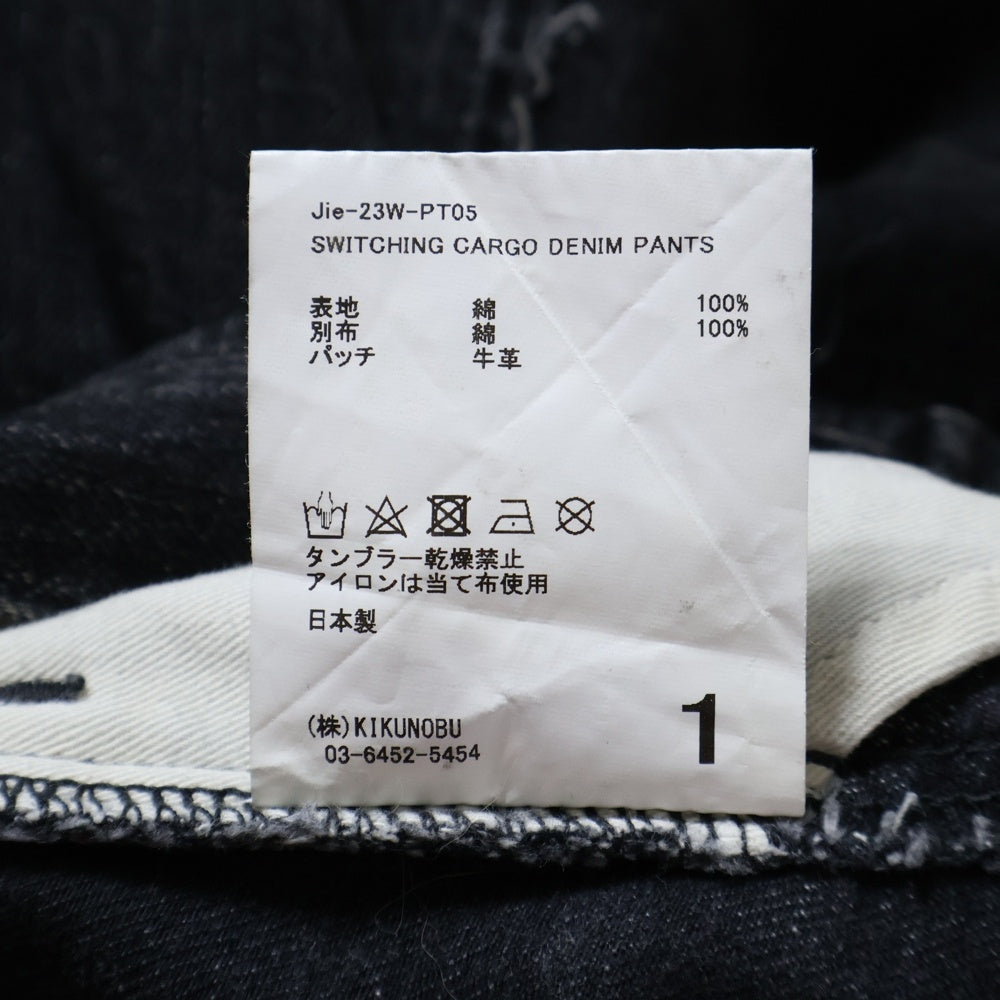 Jie-23W-PT05
SWITCHING CARGO DENIM PANTS
表地 綿 100%
別布 綿 100%
パッチ 牛革
タンブラー乾燥禁止
アイロンは当て布使用
日本製
(株)KIKUNOBU
03-6452-5454
1